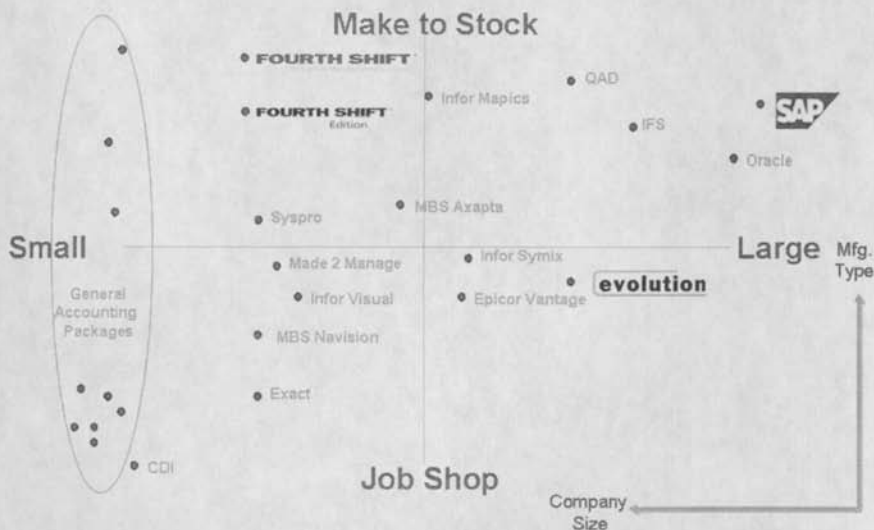 Make to Stock
FOURTH SHIFT
QAD
Infor Mapics
SAP
FOURTH SHIFT
Edition
IFS
Oracle
MBS Axapta
Syspro
Small
Large
Mfg.
Type
Infor Symix
Made 2 Manage
evolution
General
Accounting
Packages
Infor Visual
Epicor Vantage
MBS Navision
Exact
CDI
Job Shop
Company
Size